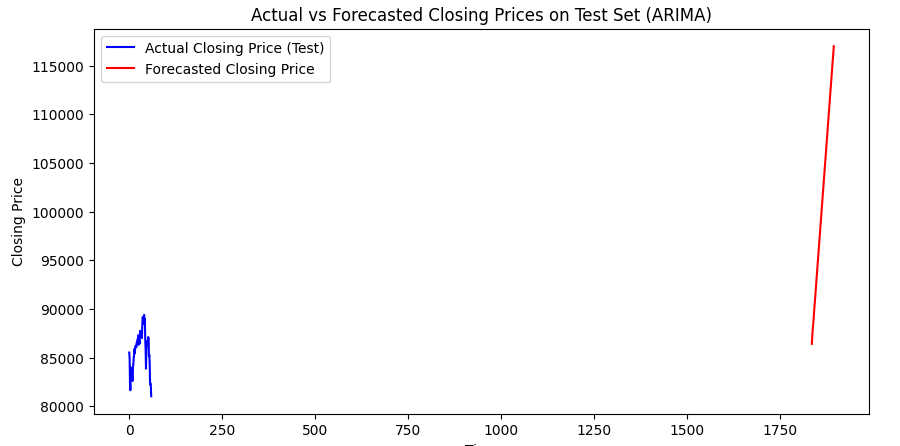 Actual vs Forecasted Closing Prices on Test Set (ARIMA)
Actual Closing Price (Test)
Forecasted Closing Price
Closing Price
115000
110000
105000
100000
95000
90000
85000
80000
0 250 500 750 1000 1250 1500 1750